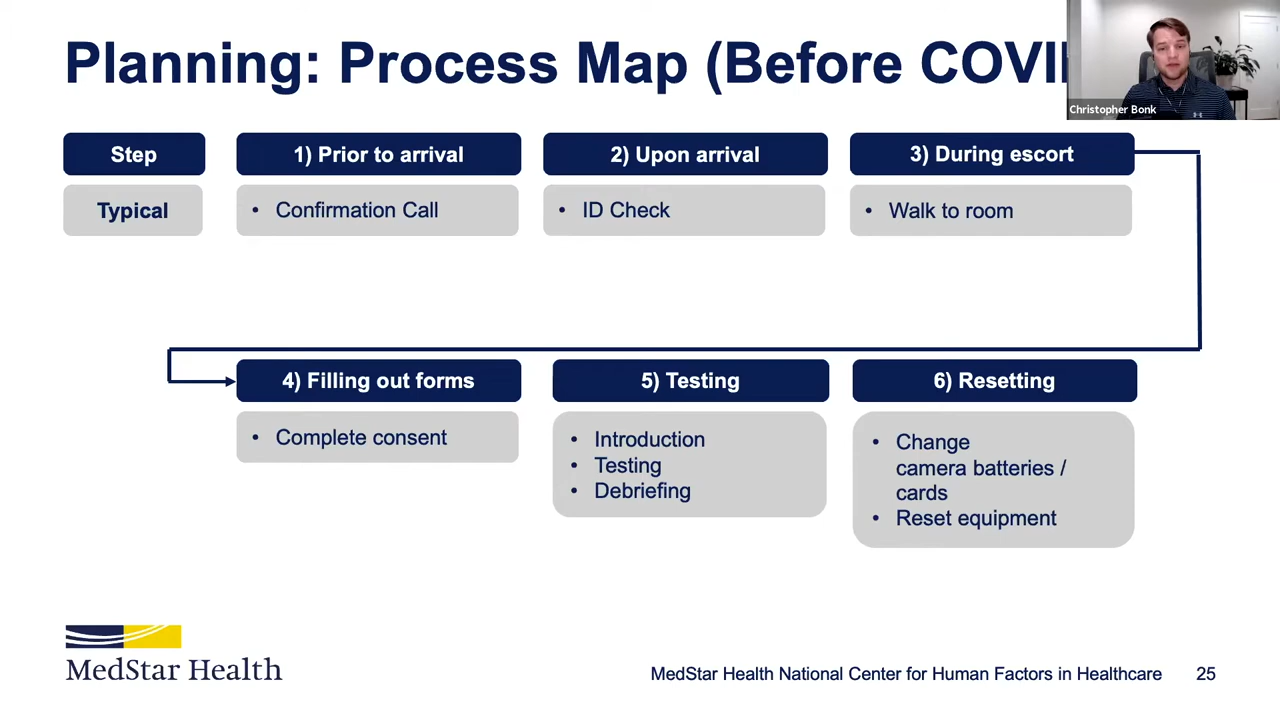 Planning: Process Map (Before COVI
Christopher Bonk
Step
1) Prior to arrival
2) Upon arrival
3) During escort
Typical
• Confirmation Call
• ID Check
• Walk to room
4) Filling out forms
5) Testing
6) Resetting
• Complete consent
• Introduction
• Testing
• Debriefing
• Change
camera batteries /
cards
• Reset equipment
MedStar Health
MedStar Health National Center for Human Factors in Healthcare
25